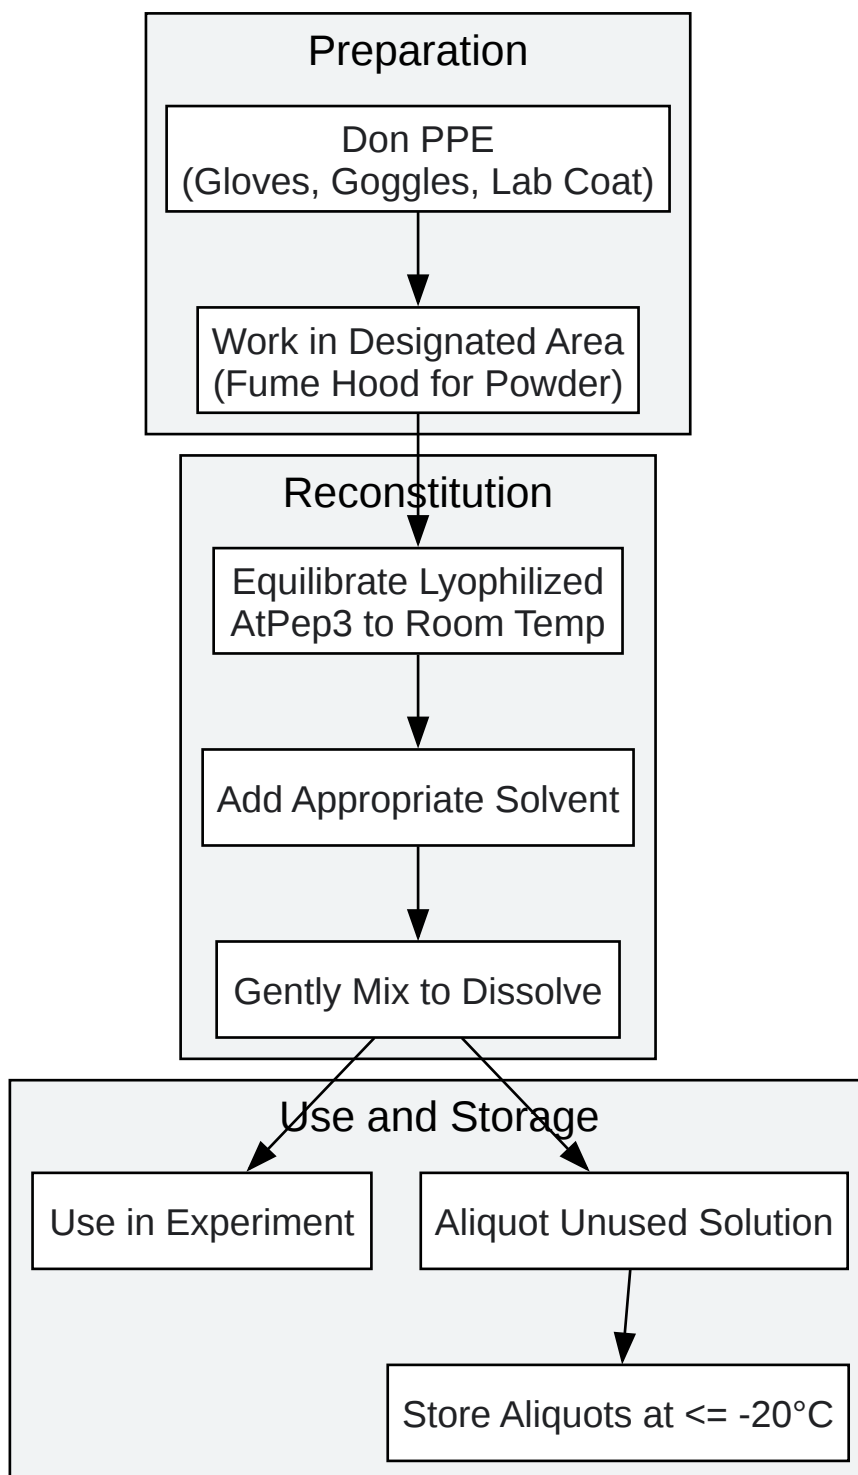 Preparation
Don PPE
(Gloves, Goggles, Lab Coat)
Work in Designated Area
(Fume Hood for Powder)
Reconstitution
Equilibrate Lyophilized
AtPep3 to Room Temp
Add Appropriate Solvent
Gently Mix to Dissolve
Use and Storage
Use in Experiment
Aliquot Unused Solution
Store Aliquots at <= -20°C